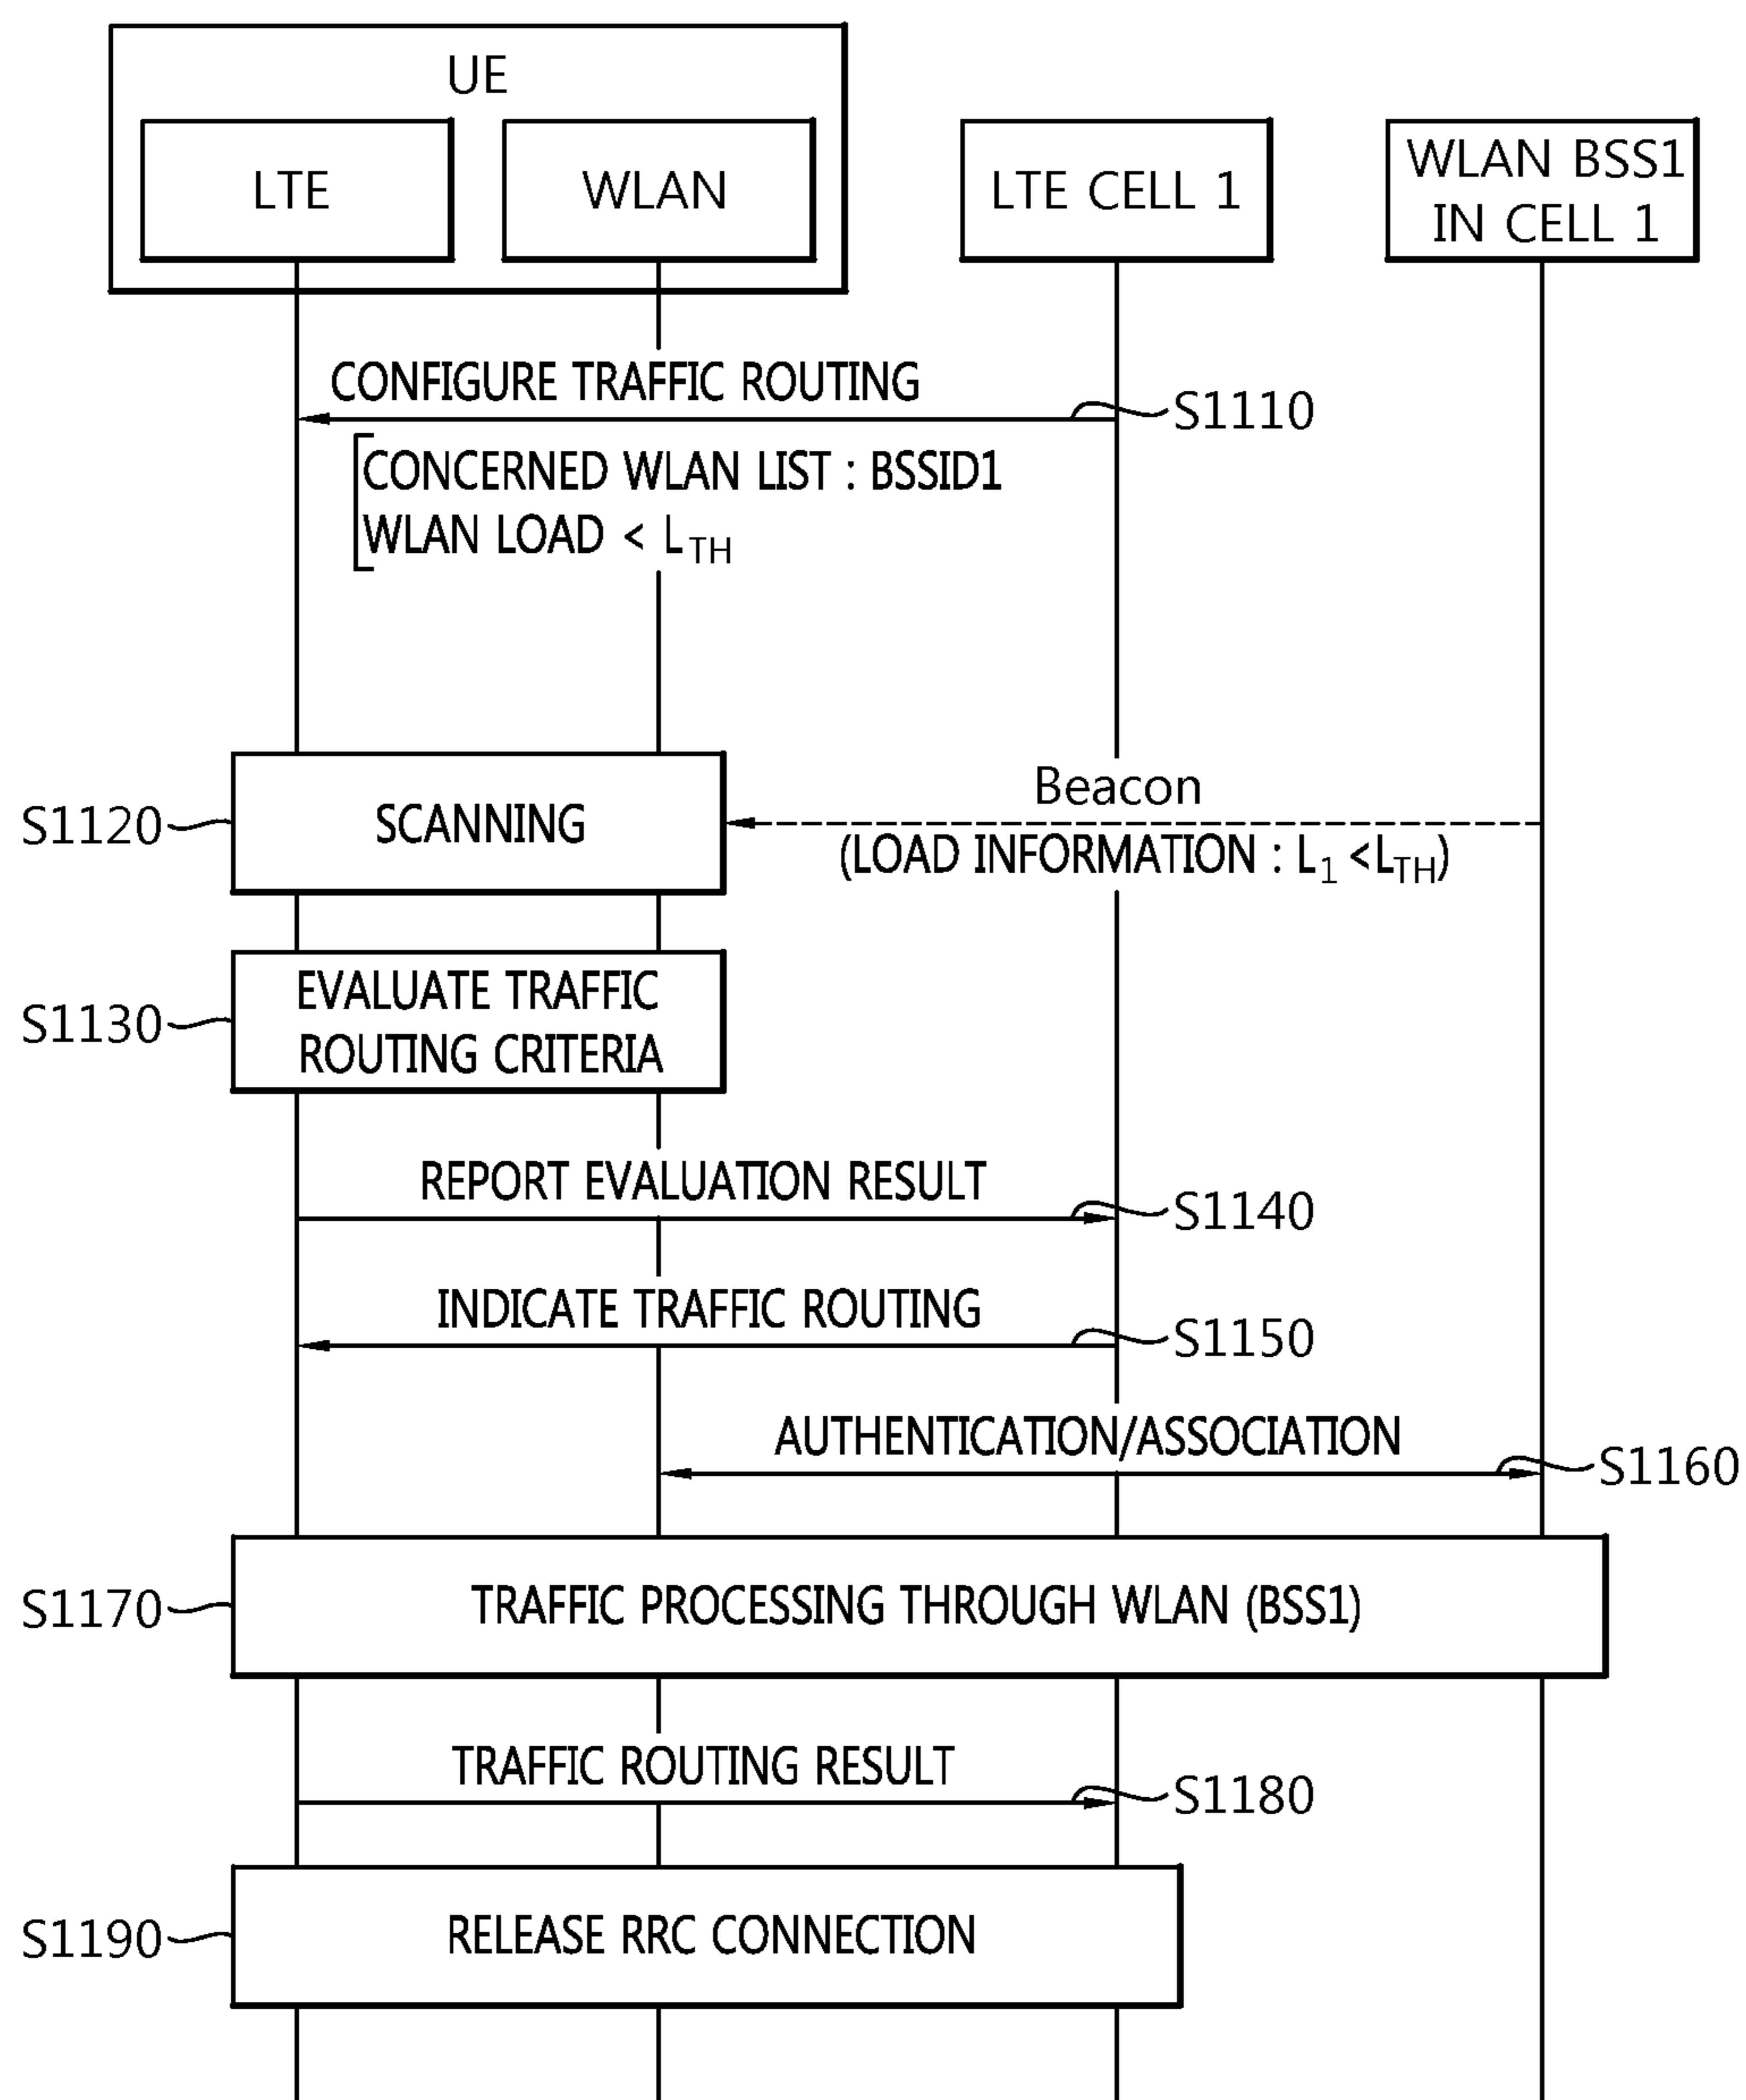 UE
LTE
WLAN
LTE CELL 1
WLAN BSS1
IN CELL 1
CONFIGURE TRAFFIC ROUTING
S1110
CONCERNED WLAN LIST : BSSID1
WLAN LOAD < LTH
S1120
SCANNING
Beacon
(LOAD INFORMATION : L1 <LTH)
S1130
EVALUATE TRAFFIC
ROUTING CRITERIA
REPORT EVALUATION RESULT
S1140
INDICATE TRAFFIC ROUTING
S1150
AUTHENTICATION/ASSOCIATION
S1160
S1170
TRAFFIC PROCESSING THROUGH WLAN (BSS1)
TRAFFIC ROUTING RESULT
S1180
S1190
RELEASE RRC CONNECTION